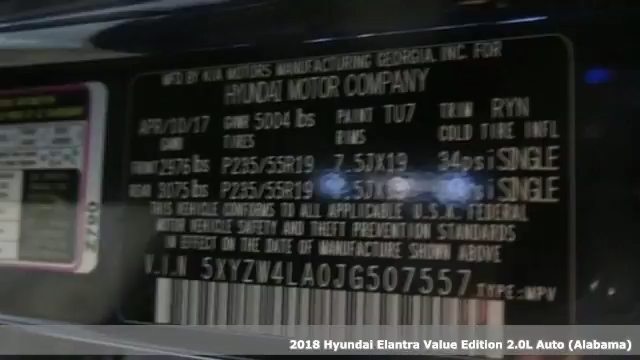 MFD BY KIA MOTORS MANUFACTURING GEORGIA, INC. FOR
HYUNDAI MOTOR COMPANY
APR/10/17 GVWR 5004 lbs PAINT TU7 TRIM RYN
GAWR TIRES RIMS COLD TIRE INFL
FRONT 2976 lbs P235/55R19 7.5JX19 34psi SINGLE
REAR 3075 lbs P235/55R19 7.5JX19 psi SINGLE
THIS VEHICLE CONFORMS TO ALL APPLICABLE U.S.A. FEDERAL
MOTOR VEHICLE SAFETY AND THEFT PREVENTION STANDARDS
IN EFFECT ON THE DATE OF MANUFACTURE SHOWN ABOVE
V.I.N 5XYZW4LA0JG507557 TYPE:MPV
2018 Hyundai Elantra Value Edition 2.0L Auto (Alabama)